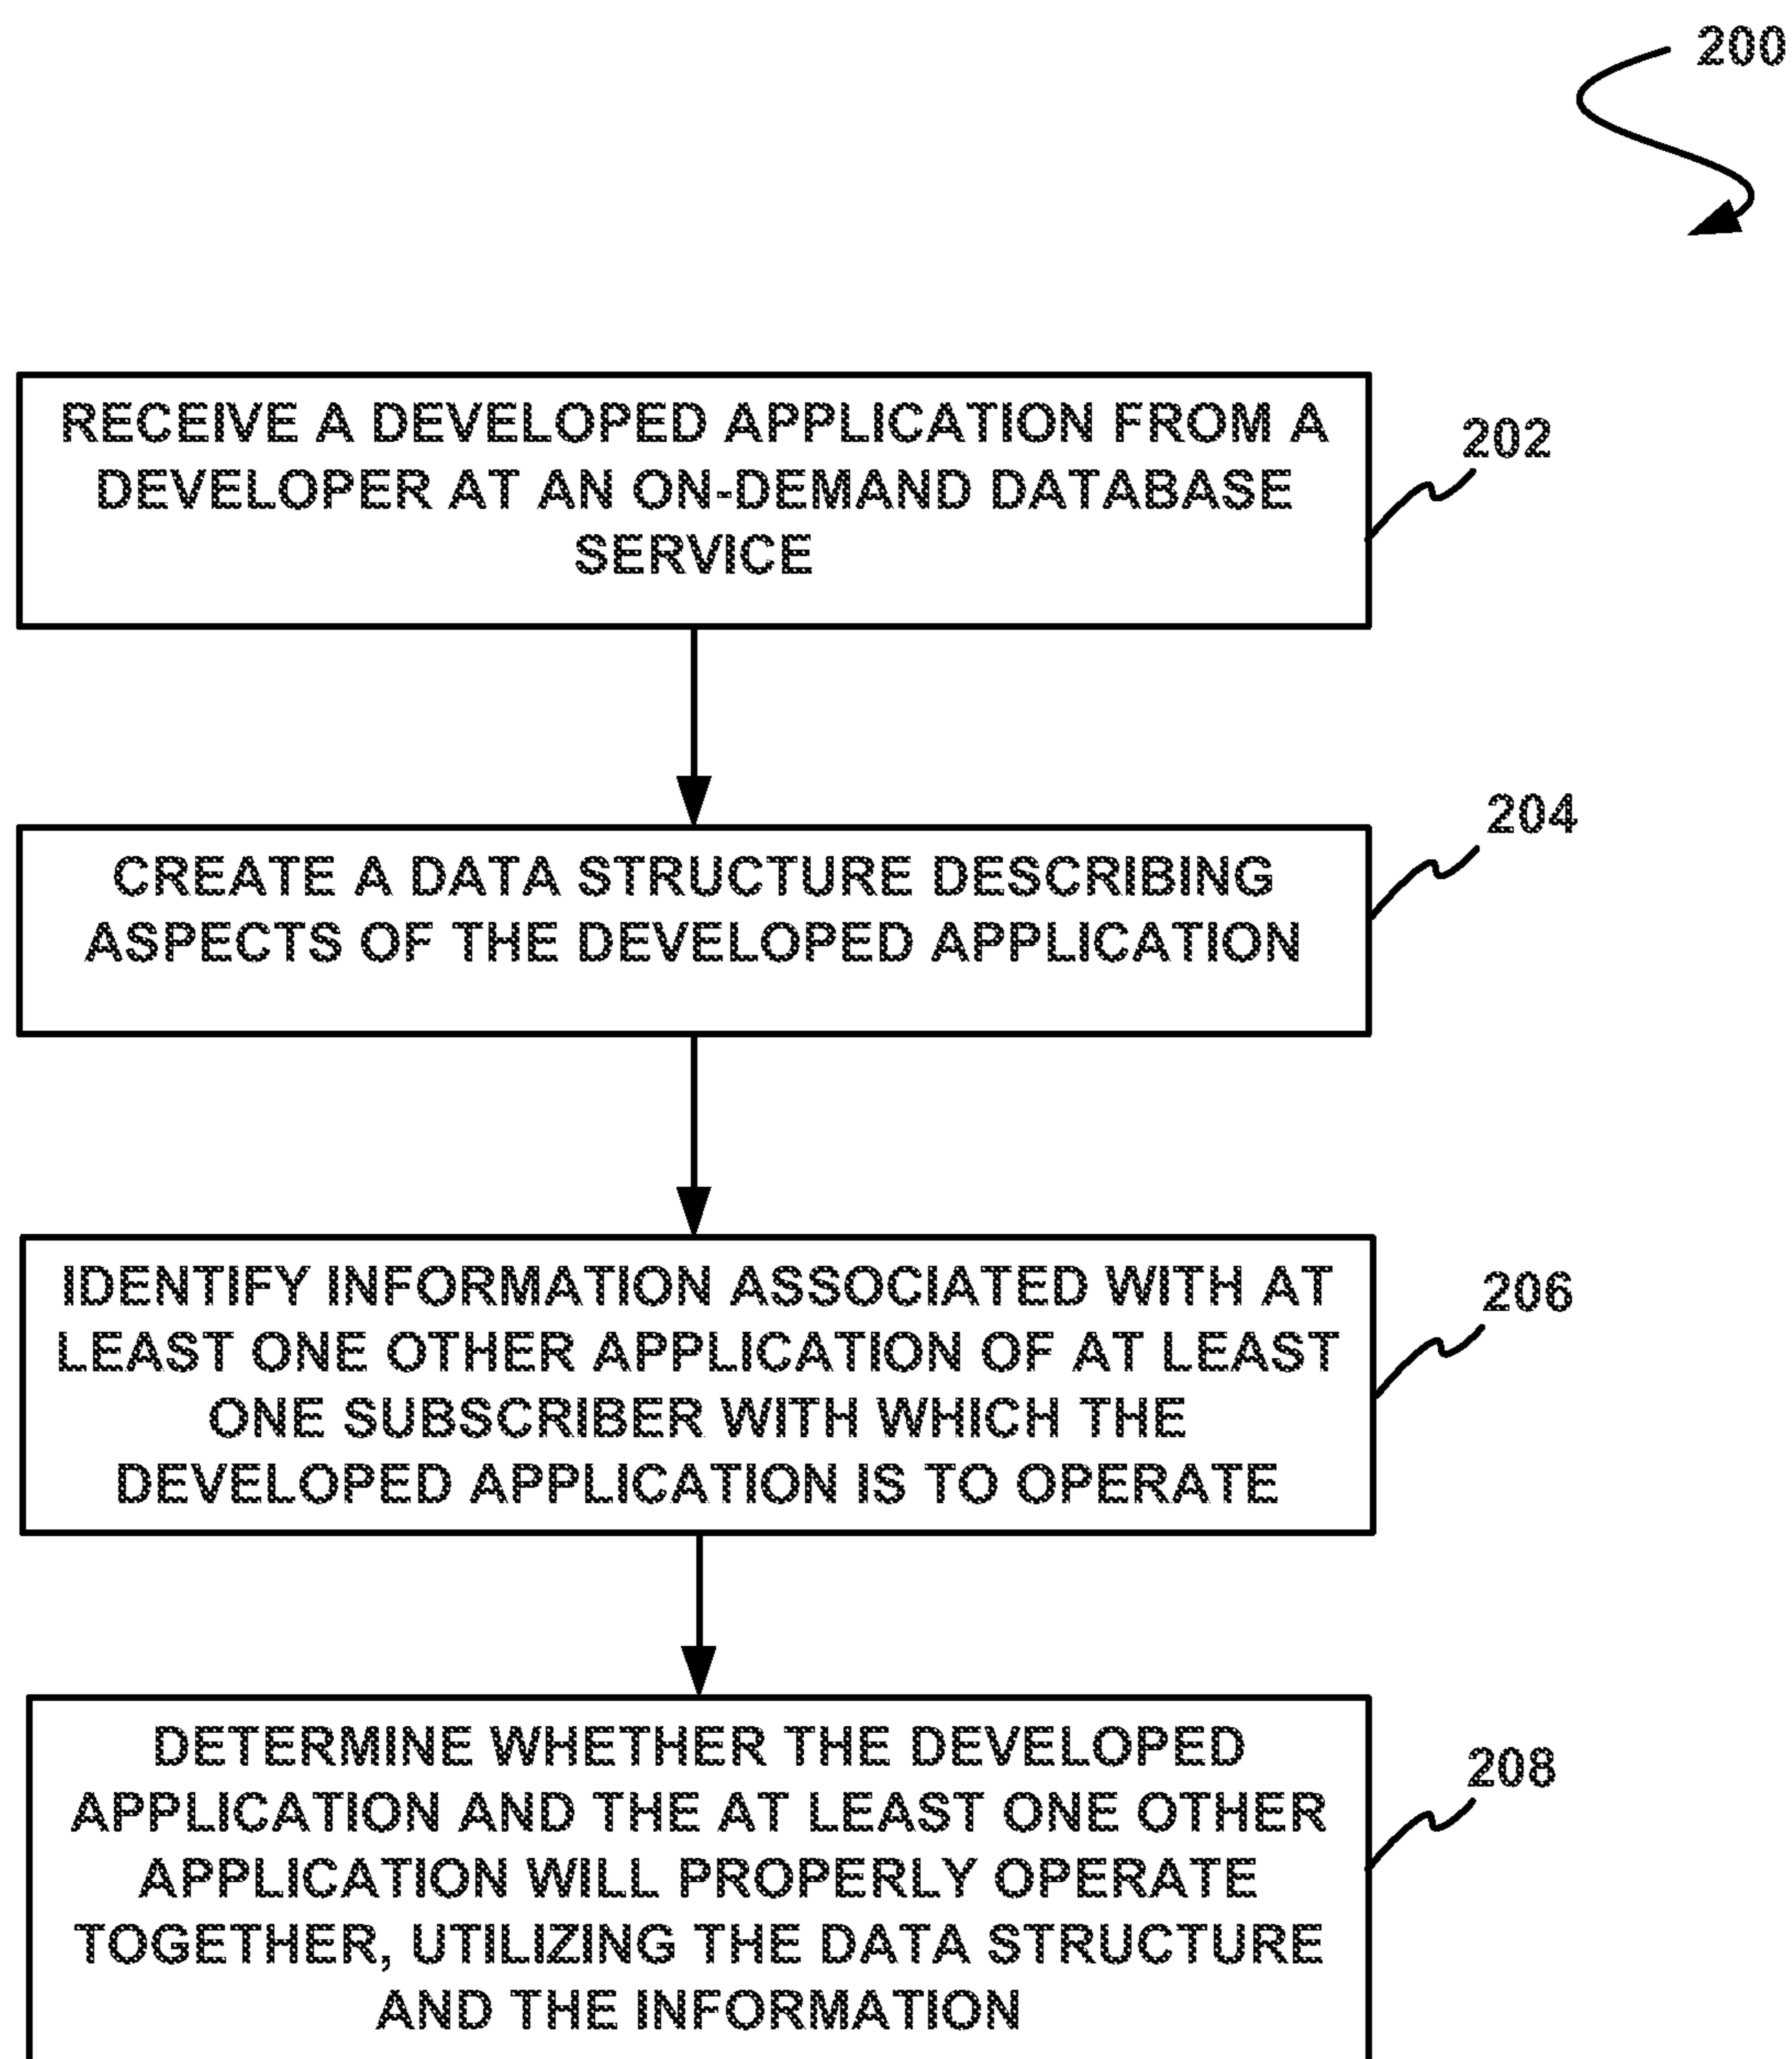 200
RECEIVE A DEVELOPED APPLICATION FROM A
DEVELOPER AT AN ON-DEMAND DATABASE
SERVICE
202
CREATE A DATA STRUCTURE DESCRIBING
ASPECTS OF THE DEVELOPED APPLICATION
204
IDENTIFY INFORMATION ASSOCIATED WITH AT
LEAST ONE OTHER APPLICATION OF AT LEAST
ONE SUBSCRIBER WITH WHICH THE
DEVELOPED APPLICATION IS TO OPERATE
206
DETERMINE WHETHER THE DEVELOPED
APPLICATION AND THE AT LEAST ONE OTHER
APPLICATION WILL PROPERLY OPERATE
TOGETHER, UTILIZING THE DATA STRUCTURE
AND THE INFORMATION
208